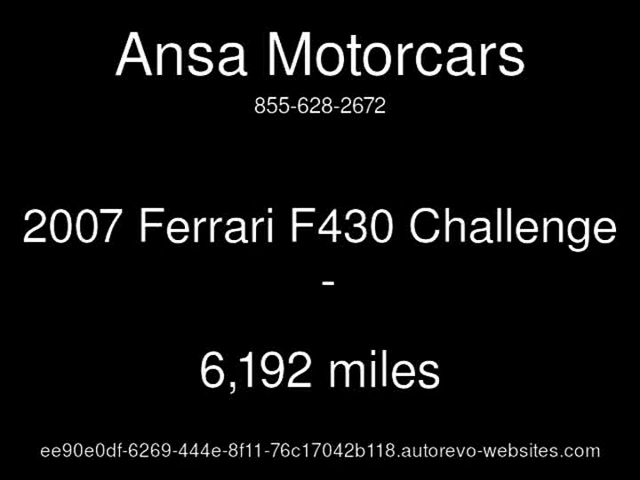 Ansa Motorcars
855-628-2672
2007 Ferrari F430 Challenge
-
6,192 miles
ee90e0df-6269-444e-8f11-76c17042b118.autorevo-websites.com